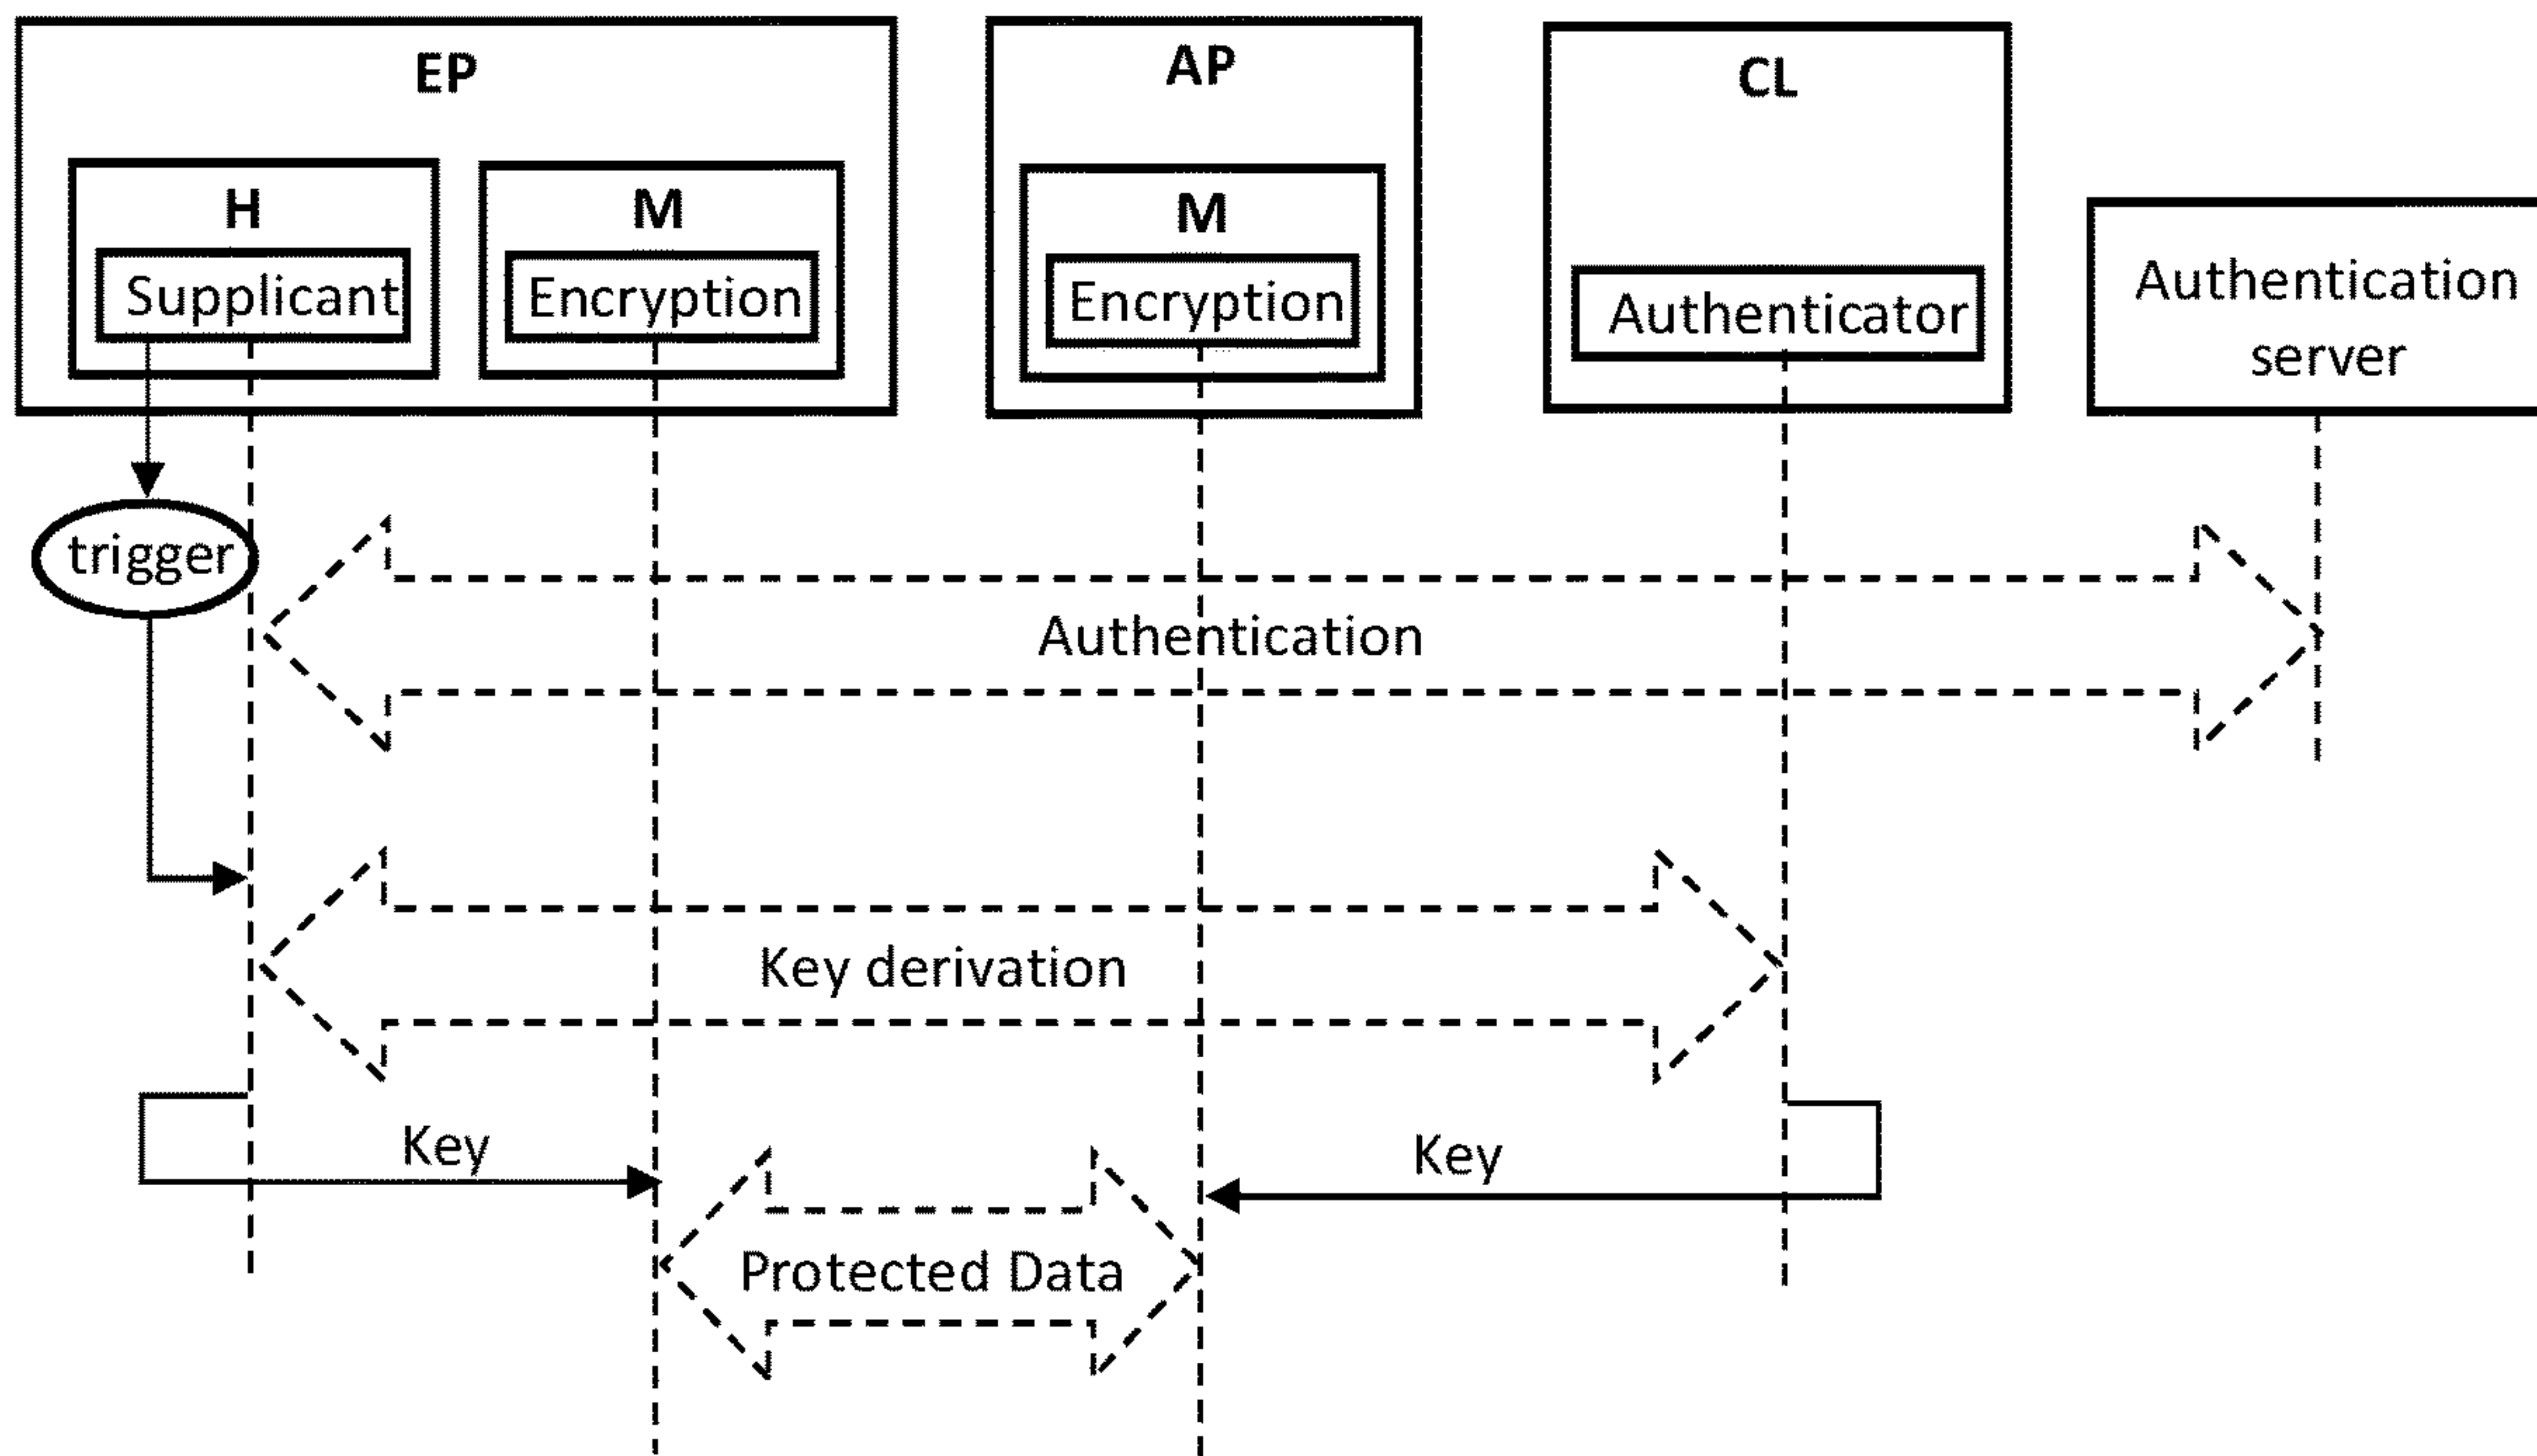 EP
AP
CL
H
M
M
Supplicant
Encryption
Encryption
Authenticator
Authentication
server
trigger
Authentication
Key derivation
Key
Key
Protected Data